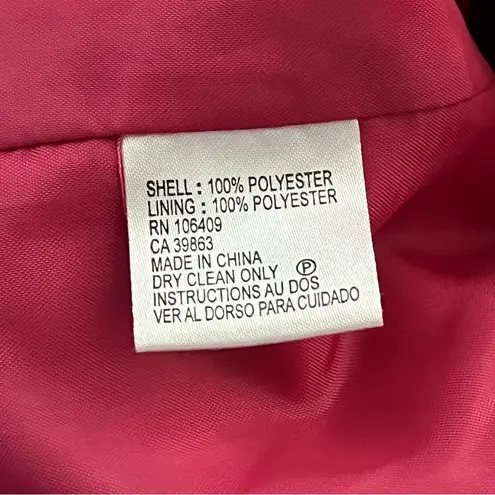 SHELL : 100% POLYESTER
LINING : 100% POLYESTER
RN 106409
CA 39863
MADE IN CHINA
DRY CLEAN ONLY Ⓟ
INSTRUCTIONS AU DOS
VER AL DORSO PARA CUIDADO